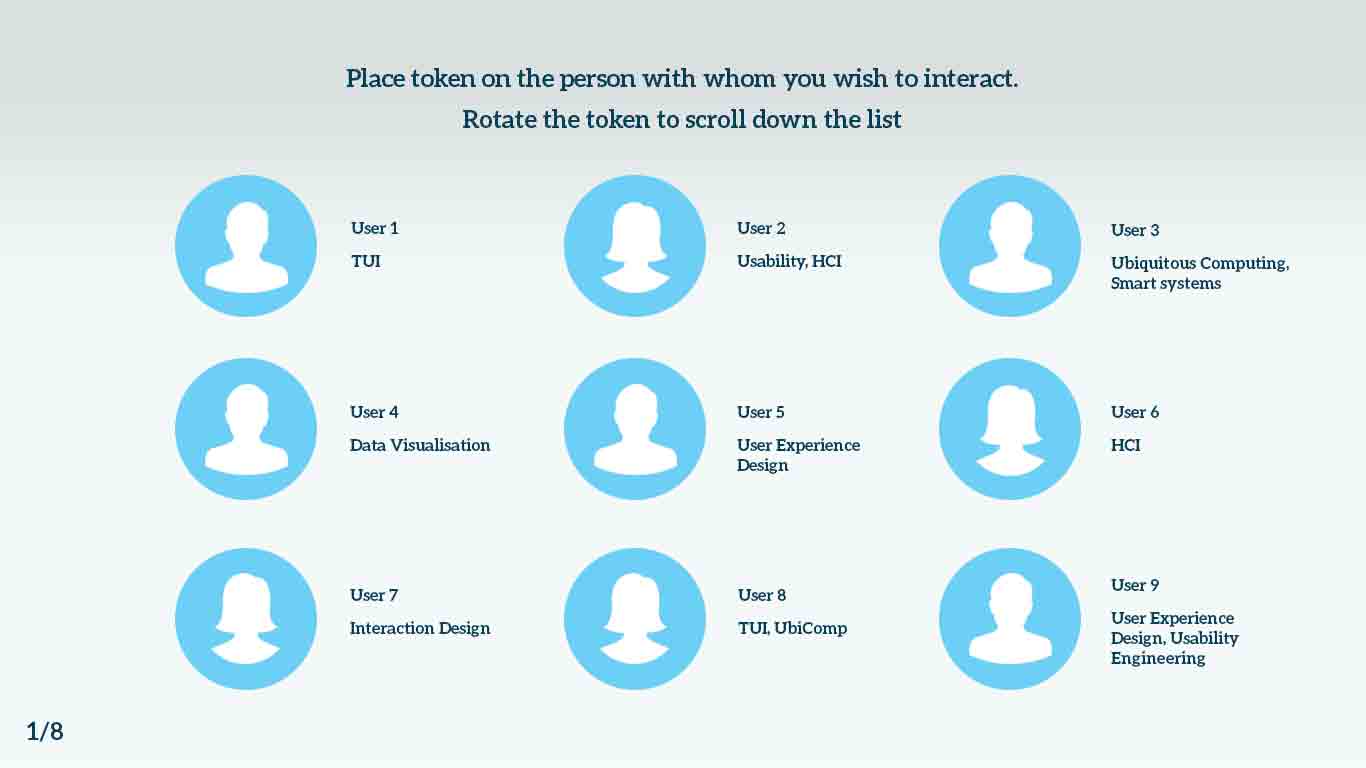 Place token on the person with whom you wish to interact.
Rotate the token to scroll down the list
User 1
TUI
User 2
Usability, HCI
User 3
Ubiquitous Computing,
Smart systems
User 4
Data Visualisation
User 5
User Experience
Design
User 6
HCI
User 7
Interaction Design
User 8
TUI, UbiComp
User 9
User Experience
Design, Usability
Engineering
1/8